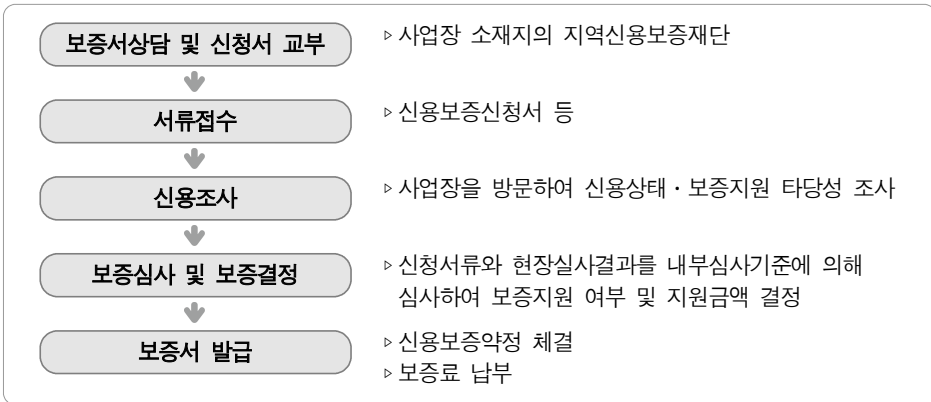 보증서상담 및 신청서 교부
▹사업장 소재지의 지역신용보증재단
서류접수
▹신용보증신청서 등
신용조사
▹사업장을 방문하여 신용상태·보증지원 타당성 조사
보증심사 및 보증결정
▹신청서류와 현장실사결과를 내부심사기준에 의해
심사하여 보증지원 여부 및 지원금액 결정
보증서 발급
▹신용보증약정 체결
▹보증료 납부